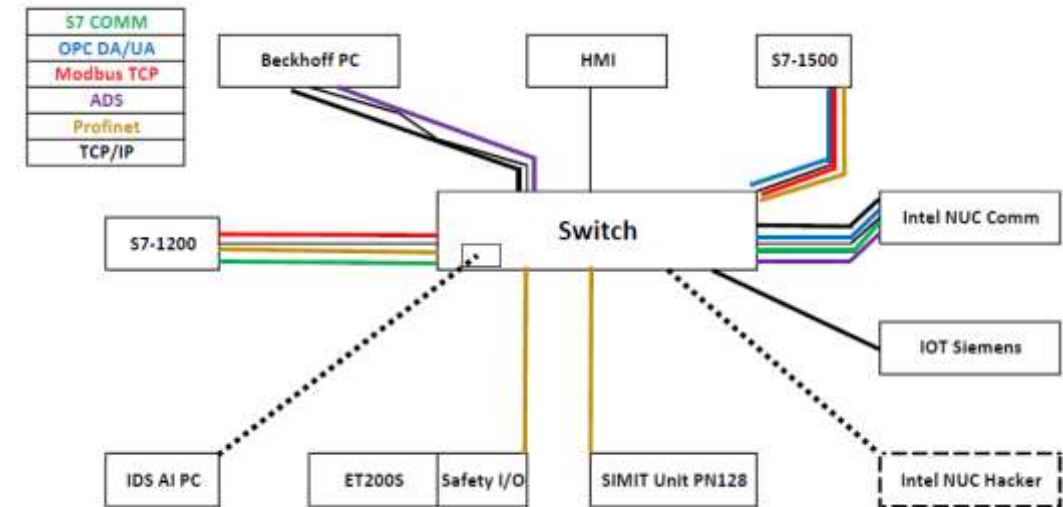 S7 COMM
OPC DA/UA
Modbus TCP
ADS
Profinet
TCP/IP
Beckhoff PC
HMI
S7-1500
S7-1200
Switch
Intel NUC Comm
IOT Siemens
IDS AI PC
ET200S
Safety I/O
SIMIT Unit PN128
Intel NUC Hacker